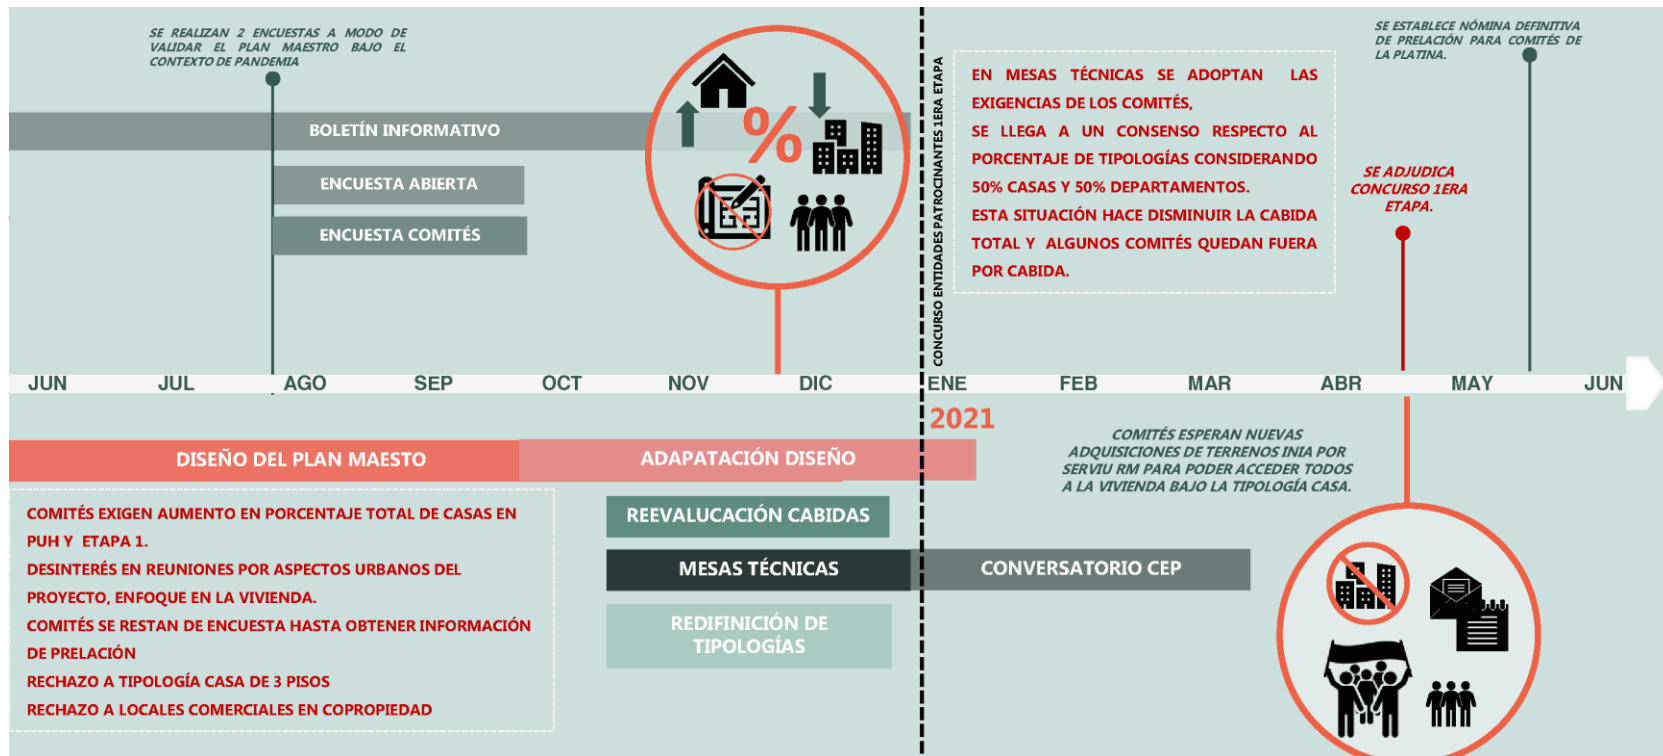 SE REALIZAN 2 ENCUESTAS A MODO DE
VALIDAR EL PLAN MAESTRO BAJO EL
CONTEXTO DE PANDEMIA
BOLETÍN INFORMATIVO
ENCUESTA ABIERTA
ENCUESTA COMITÉS
%
CONCURSO ENTIDADES PATROCINANTES 1ERA ETAPA
EN MESAS TÉCNICAS SE ADOPTAN LAS
EXIGENCIAS DE LOS COMITÉS,
SE LLEGA A UN CONSENSO RESPECTO AL
PORCENTAJE DE TIPOLOGÍAS CONSIDERANDO
50% CASAS Y 50% DEPARTAMENTOS.
ESTA SITUACIÓN HACE DISMINUIR LA CABIDA
TOTAL Y ALGUNOS COMITÉS QUEDAN FUERA
POR CABIDA.
SE ESTABLECE NÓMINA DEFINITIVA
DE PRELACIÓN PARA COMITÉS DE
LA PLATINA.
SE ADJUDICA
CONCURSO 1ERA
ETAPA.
JUN JUL AGO SEP OCT NOV DIC ENE FEB MAR ABR MAY JUN
2021
DISEÑO DEL PLAN MAESTO
ADAPATACIÓN DISEÑO
COMITÉS EXIGEN AUMENTO EN PORCENTAJE TOTAL DE CASAS EN
PUH Y ETAPA 1.
DESINTERÉS EN REUNIONES POR ASPECTOS URBANOS DEL
PROYECTO, ENFOQUE EN LA VIVIENDA.
COMITÉS SE RESTAN DE ENCUESTA HASTA OBTENER INFORMACIÓN
DE PRELACIÓN
RECHAZO A TIPOLOGÍA CASA DE 3 PISOS
RECHAZO A LOCALES COMERCIALES EN COPROPIEDAD
REEVALUCACIÓN CABIDAS
MESAS TÉCNICAS
CONVERSATORIO CEP
REDIFINICIÓN DE
TIPOLOGÍAS
COMITÉS ESPERAN NUEVAS
ADQUISICIONES DE TERRENOS INIA POR
SERVIU RM PARA PODER ACCEDER TODOS
A LA VIVIENDA BAJO LA TIPOLOGÍA CASA.